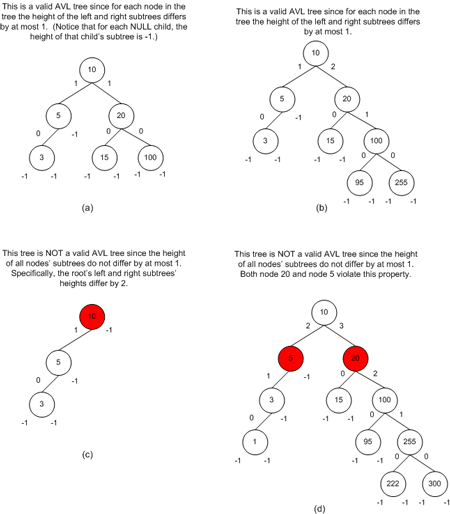 This is a valid AVL tree since for each node in the
tree the height of the left and right subtrees differs
by at most 1. (Notice that for each NULL child, the
height of that child's subtree is -1.)
10
1 1
5 20
0 -1 0 0
3 15 100
-1 -1 -1 -1 -1 -1
(a)
This is a valid AVL tree since for each node in the
tree the height of the left and right subtrees differs
by at most 1.
10
1 2
5 20
0 -1 0 1
3 15 100
-1 -1 -1 -1 0 0
95 255
-1 -1 -1 -1
(b)
This tree is NOT a valid AVL tree since the height
of all nodes' subtrees do not differ by at most 1.
Specifically, the root's left and right subtrees'
heights differ by 2.
10
1 -1
5
0 -1
3
-1 -1
(c)
This tree is NOT a valid AVL tree since the height
of all nodes' subtrees do not differ by at most 1.
Both node 20 and node 5 violate this property.
10
2 3
5 20
1 -1 0 2
3 15 100
0 -1 -1 -1 0 1
1 95 255
-1 -1 -1 -1 0 0
222 300
-1 -1 -1 -1
(d)